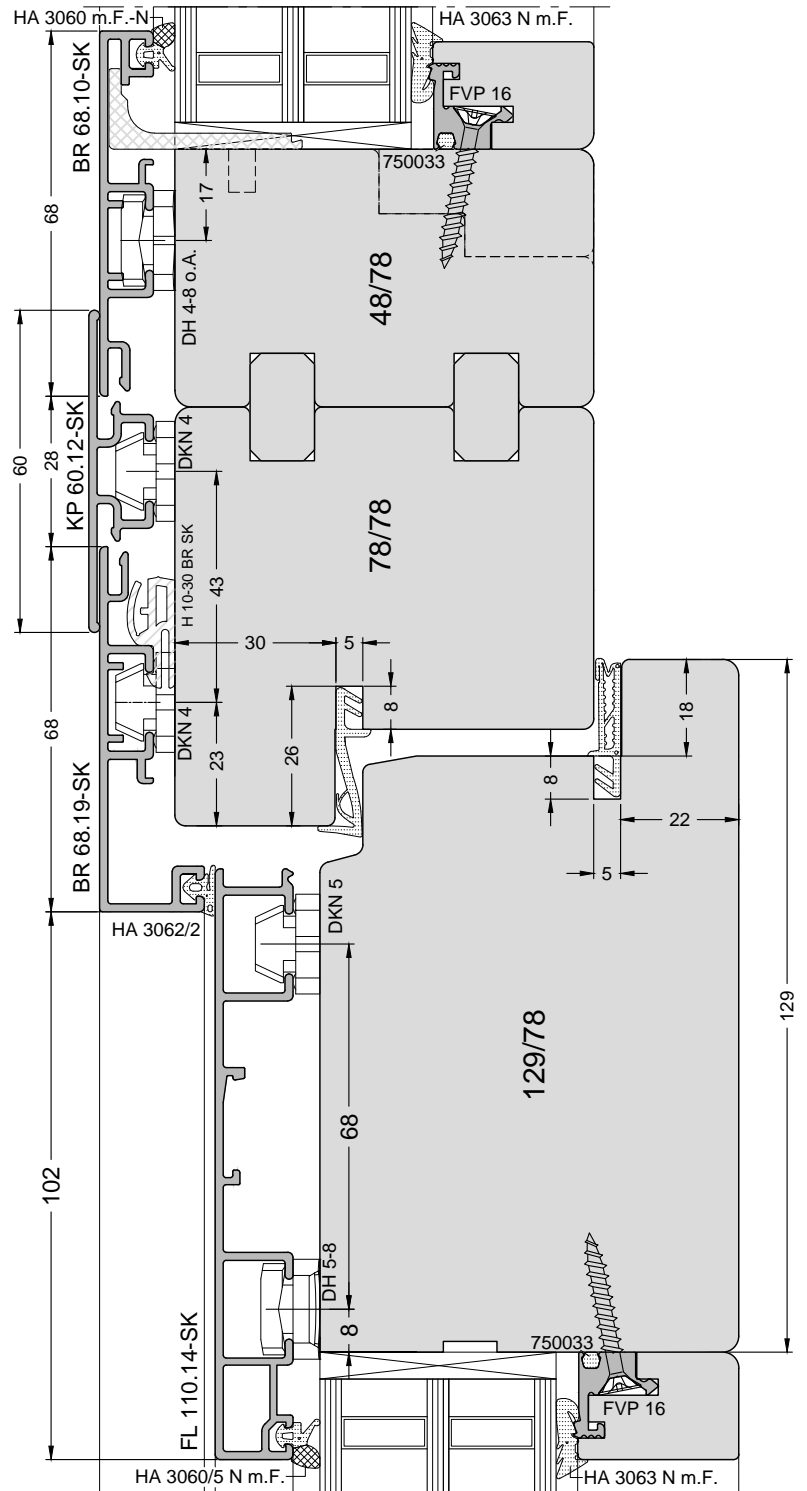 HA 3060 m.F.-N
HA 3063 N m.F.
BR 68.10-SK
FVP 16
750033
17
68
DH 4-8 o.A.
48/78
60
28
KP 60.12-SK
DKN 4
78/78
H 10-30 BR SK
43
30
5
8
18
68
DKN 4
23
26
8
22
5
BR 68.19-SK
HA 3062/2
DKN 5
129
129/78
68
102
DH 5-8
8
750033
FL 110.14-SK
FVP 16
HA 3060/5 N m.F.
HA 3063 N m.F.